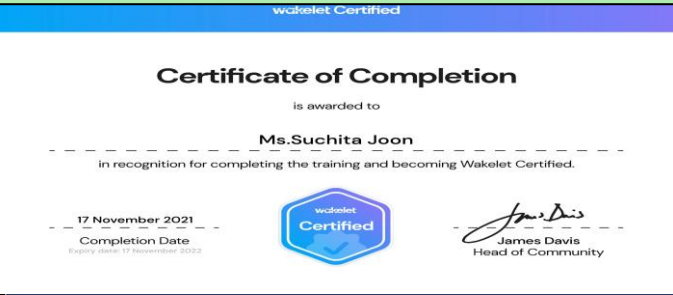 wakelet Certified
Certificate of Completion
is awarded to
Ms.Suchita Joon
in recognition for completing the training and becoming Wakelet Certified.
17 November 2021
Completion Date
Expiry date: 17 November 2022
wakelet
Certified
James Davis
James Davis
Head of Community